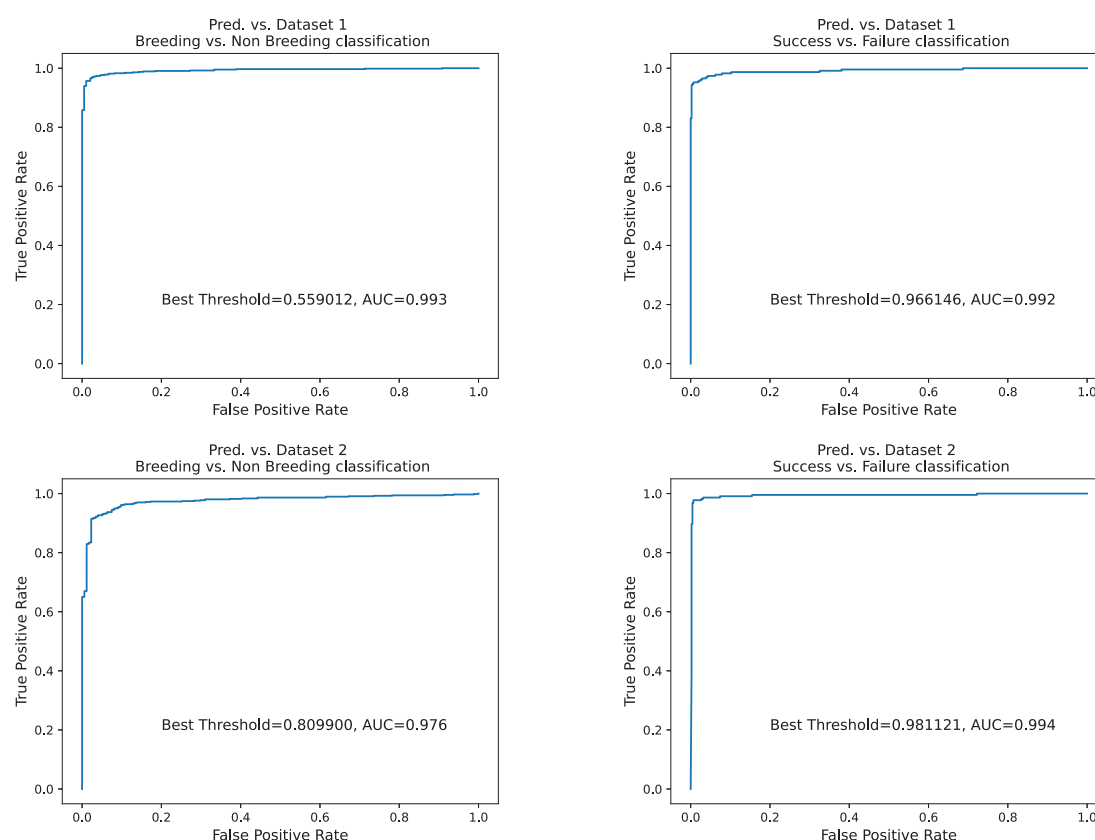 Pred. vs. Dataset 1
Breeding vs. Non Breeding classification
1.0
0.8
0.6
0.4
0.2
0.0
True Positive Rate
Best Threshold=0.559012, AUC=0.993
0.0 0.2 0.4 0.6 0.8 1.0
False Positive Rate
Pred. vs. Dataset 1
Success vs. Failure classification
1.0
0.8
0.6
0.4
0.2
0.0
True Positive Rate
Best Threshold=0.966146, AUC=0.992
0.0 0.2 0.4 0.6 0.8 1.0
False Positive Rate
Pred. vs. Dataset 2
Breeding vs. Non Breeding classification
1.0
0.8
0.6
0.4
0.2
0.0
True Positive Rate
Best Threshold=0.809900, AUC=0.976
0.0 0.2 0.4 0.6 0.8 1.0
False Positive Rate
Pred. vs. Dataset 2
Success vs. Failure classification
1.0
0.8
0.6
0.4
0.2
0.0
True Positive Rate
Best Threshold=0.981121, AUC=0.994
0.0 0.2 0.4 0.6 0.8 1.0
False Positive Rate